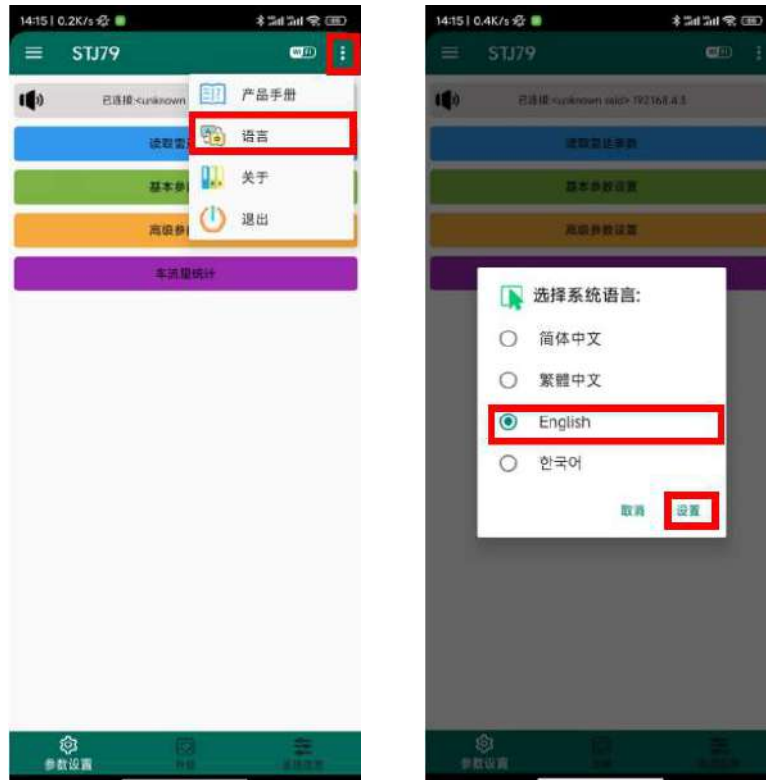 14:15 | 0.2K/s
STJ79
WiFi
产品手册
已连接:<unknown
语言
读取雷
关于
基本参
退出
高级参
车流量统计
参数设置
14:15 | 0.4K/s
STJ79
已连接:<unknown ssid> 192.168.4.1
读取雷达参数
基本参数设置
高级参数设置
选择系统语言:
简体中文
繁體中文
English
한국어
取消
设置
参数设置